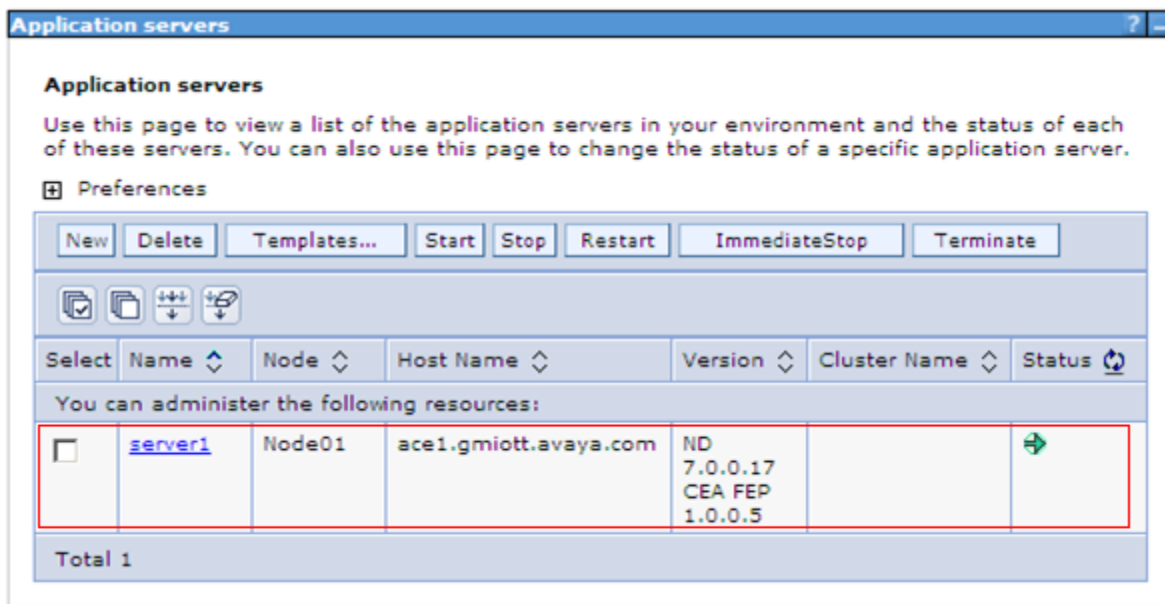 Application servers ?
Application servers
Use this page to view a list of the application servers in your environment and the status of each
of these servers. You can also use this page to change the status of a specific application server.
Preferences
New Delete Templates... Start Stop Restart ImmediateStop Terminate
Select Name Node Host Name Version Cluster Name Status
You can administer the following resources:
server1 Node01 ace1.gmiott.avaya.com ND
7.0.0.17
CEA FEP
1.0.0.5
Total 1